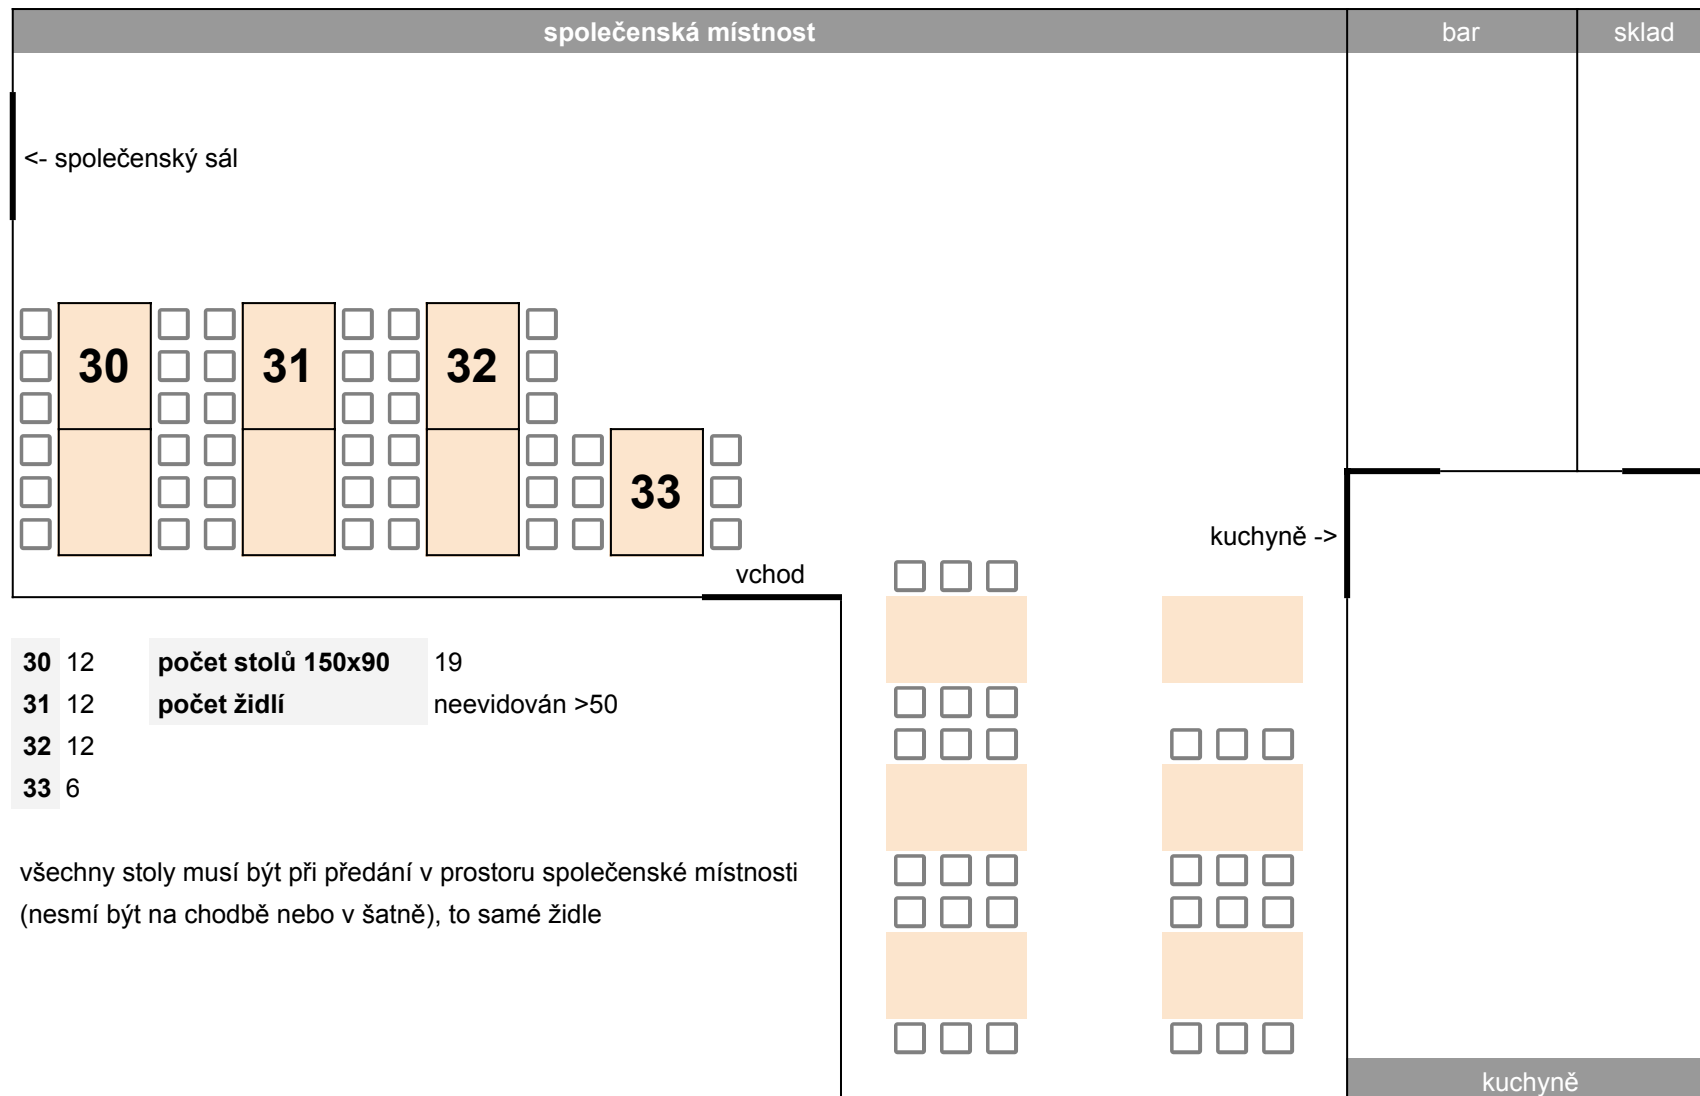 společenská místnost
bar
sklad
<- společenský sál
30
31
32
33
kuchyně ->
vchod
30 12 počet stolů 150x90 19
31 12 počet židlí neevidován >50
32 12
33 6
všechny stoly musí být při předání v prostoru společenské místnosti
(nesmí být na chodbě nebo v šatně), to samé židle
kuchyně